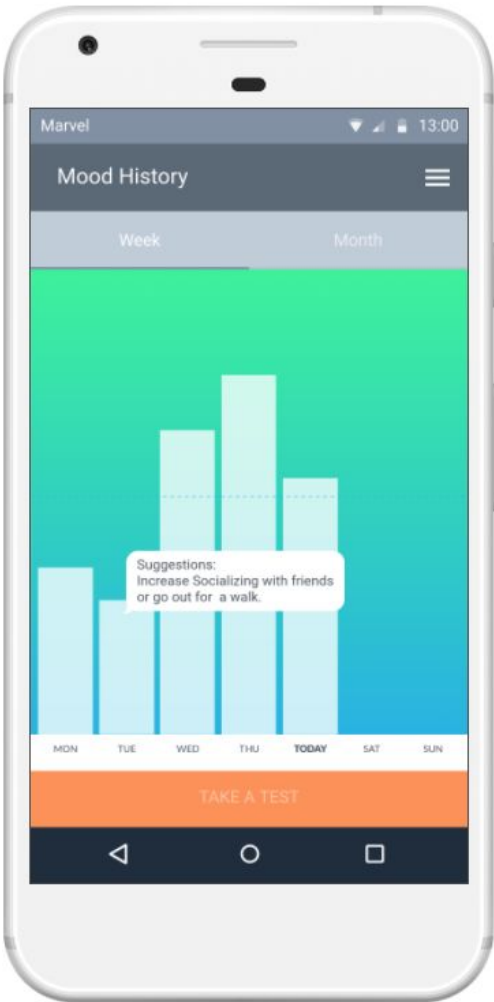 Marvel 13:00
Mood History
Week Month
Suggestions:
Increase Socializing with friends
or go out for a walk.
MON TUE WED THU TODAY SAT SUN
TAKE A TEST